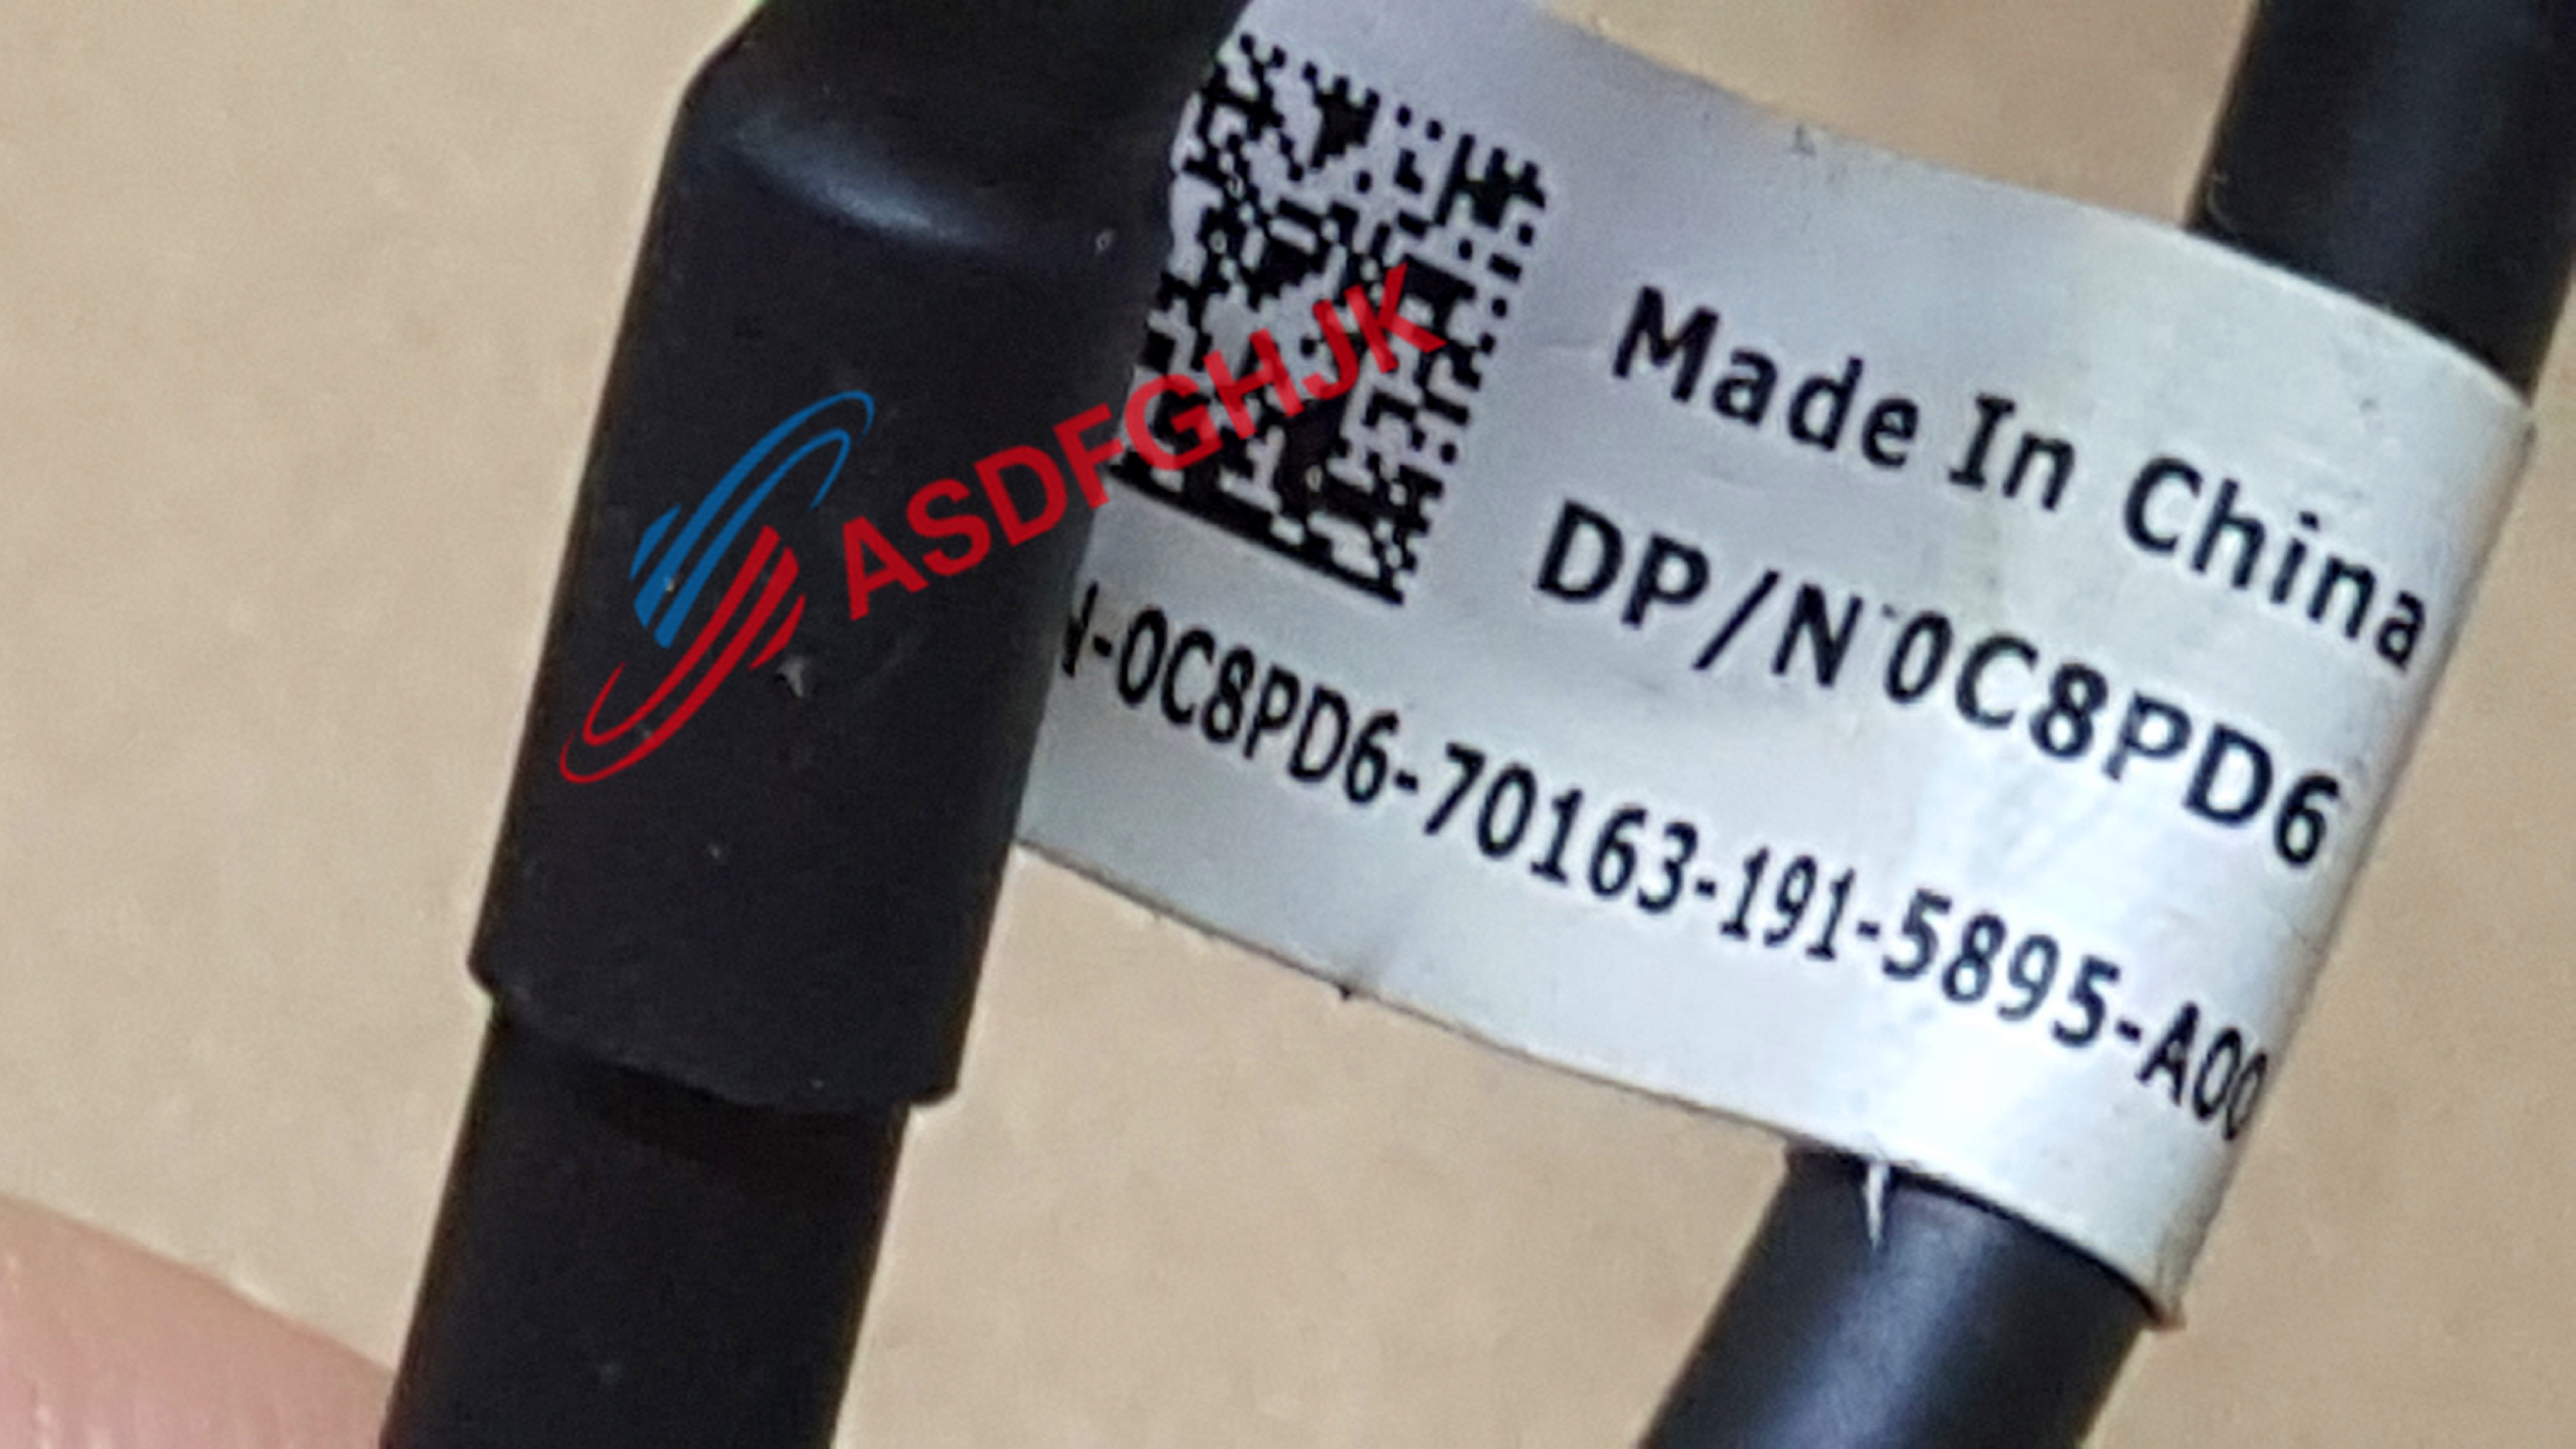 ASDFGHJK
Made In China
DP/N 0C8PD6
N-0C8PD6-70163-191-5895-A00